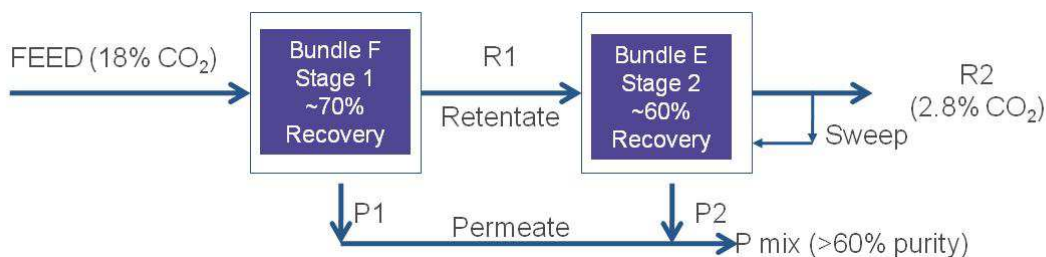 FEED (18% CO₂)
Bundle F
Stage 1
~70%
Recovery
R1
Retentate
Bundle E
Stage 2
~60%
Recovery
R2
(2.8% CO₂)
Sweep
P1
Permeate
P2
P mix (>60% purity)